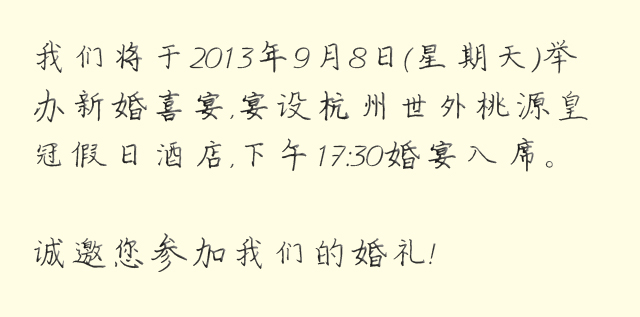 我们将于2013年9月8日(星期天)举
办新婚喜宴,宴设杭州世外桃源皇
冠假日酒店,下午17:30婚宴入席。
诚邀您参加我们的婚礼!